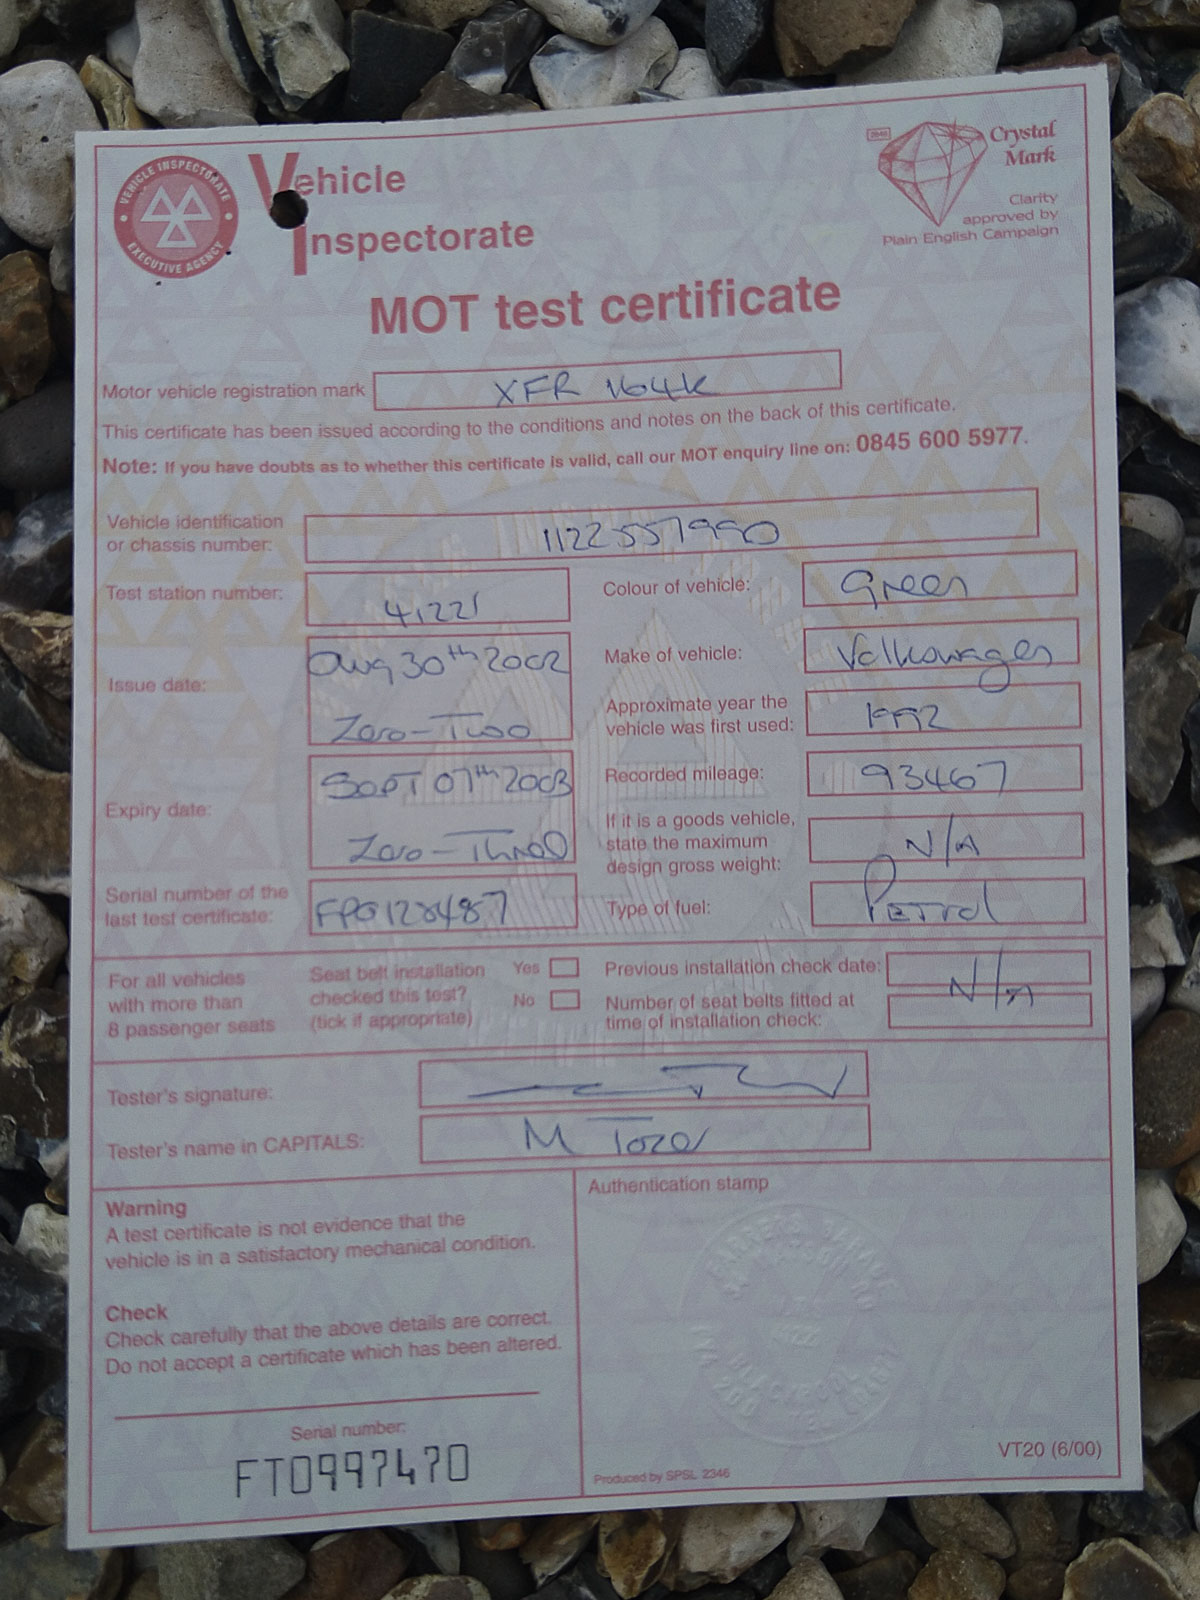 VEHICLE INSPECTORATE
EXECUTIVE AGENCY
Vehicle
Inspectorate
Crystal
Mark
Clarity
approved by
Plain English Campaign
MOT test certificate
Motor vehicle registration mark XFR 164K
This certificate has been issued according to the conditions and notes on the back of this certificate.
Note: If you have doubts as to whether this certificate is valid, call our MOT enquiry line on: 0845 600 5977.
Vehicle identification
or chassis number: 1122557990
Test station number: 41221
Colour of vehicle: Green
Issue date: Aug 30th 2002
Zero-Two
Make of vehicle: Volkswagen
Approximate year the
vehicle was first used: 1992
Expiry date: Sept 07th 2003
Zero-Three
Recorded mileage: 93467
If it is a goods vehicle,
state the maximum
design gross weight: N/A
Serial number of the
last test certificate: FPG128487
Type of fuel: Petrol
For all vehicles
with more than
8 passenger seats
Seat belt installation
checked this test?
(tick if appropriate)
Yes
No
Previous installation check date:
Number of seat belts fitted at
time of installation check:
N/A
Tester's signature:
Tester's name in CAPITALS: M Tozer
Warning
A test certificate is not evidence that the
vehicle is in a satisfactory mechanical condition.
Check
Check carefully that the above details are correct.
Do not accept a certificate which has been altered.
Serial number:
FT0997470
Authentication stamp
BLACKPOOL
Produced by SPSL 2346
VT20 (6/00)